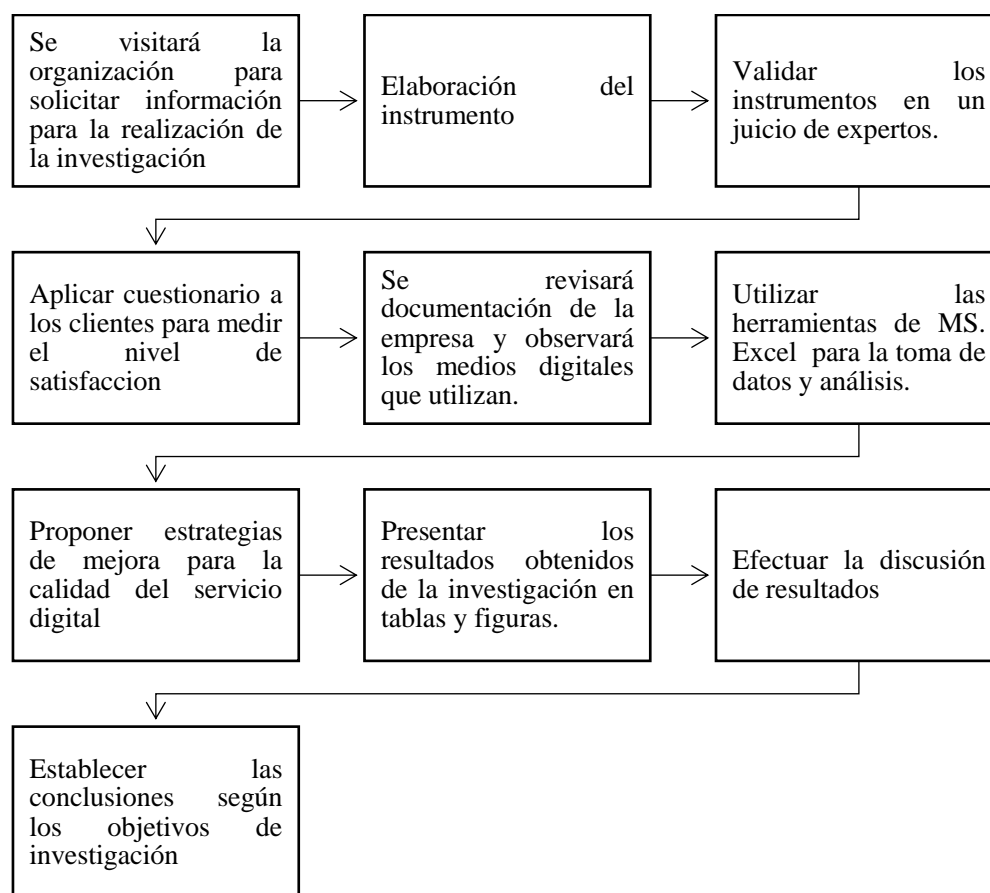 Se visitará la
organización para
solicitar información
para la realización de
la investigación
Elaboración del
instrumento
Validar los
instrumentos en un
juicio de expertos.
Aplicar cuestionario a
los clientes para medir
el nivel de
satisfaccion
Se revisará
documentación de la
empresa y observará
los medios digitales
que utilizan.
Utilizar las
herramientas de MS.
Excel para la toma de
datos y análisis.
Proponer estrategias
de mejora para la
calidad del servicio
digital
Presentar los
resultados obtenidos
de la investigación en
tablas y figuras.
Efectuar la discusión
de resultados
Establecer las
conclusiones según
los objetivos de
investigación